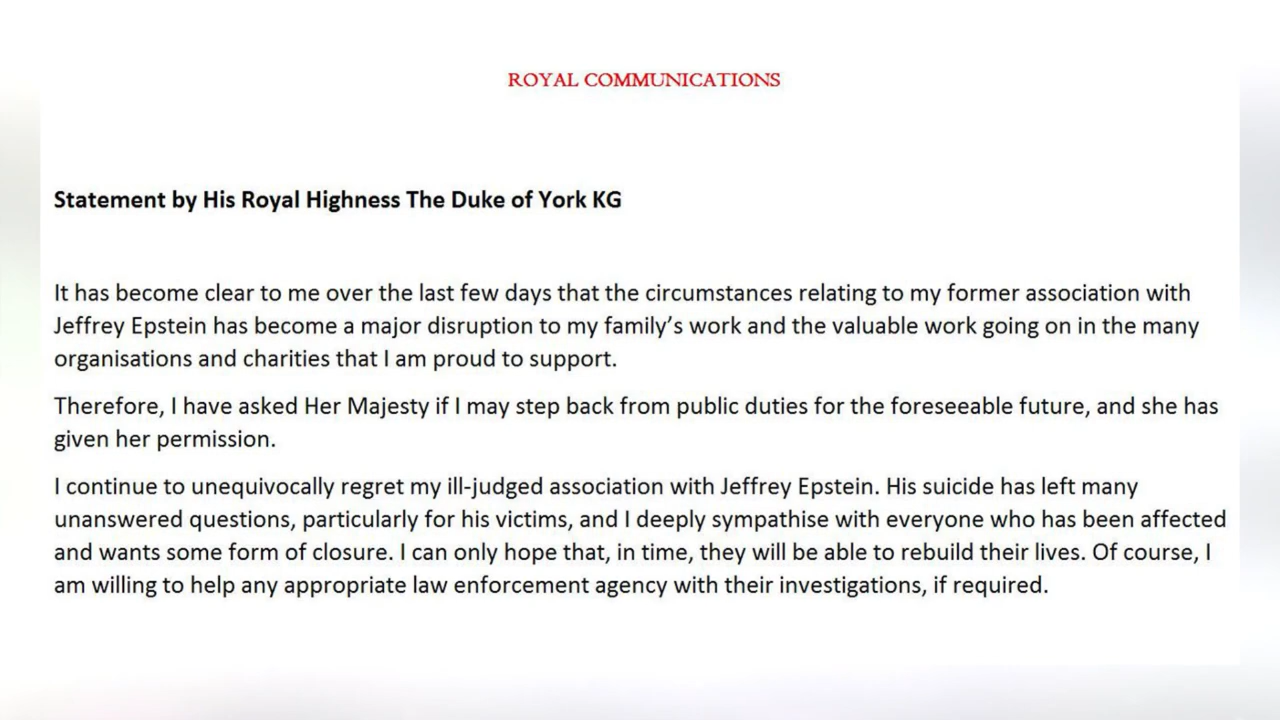 ROYAL COMMUNICATIONS
Statement by His Royal Highness The Duke of York KG
It has become clear to me over the last few days that the circumstances relating to my former association with
Jeffrey Epstein has become a major disruption to my family’s work and the valuable work going on in the many
organisations and charities that I am proud to support.
Therefore, I have asked Her Majesty if I may step back from public duties for the foreseeable future, and she has
given her permission.
I continue to unequivocally regret my ill-judged association with Jeffrey Epstein. His suicide has left many
unanswered questions, particularly for his victims, and I deeply sympathise with everyone who has been affected
and wants some form of closure. I can only hope that, in time, they will be able to rebuild their lives. Of course, I
am willing to help any appropriate law enforcement agency with their investigations, if required.